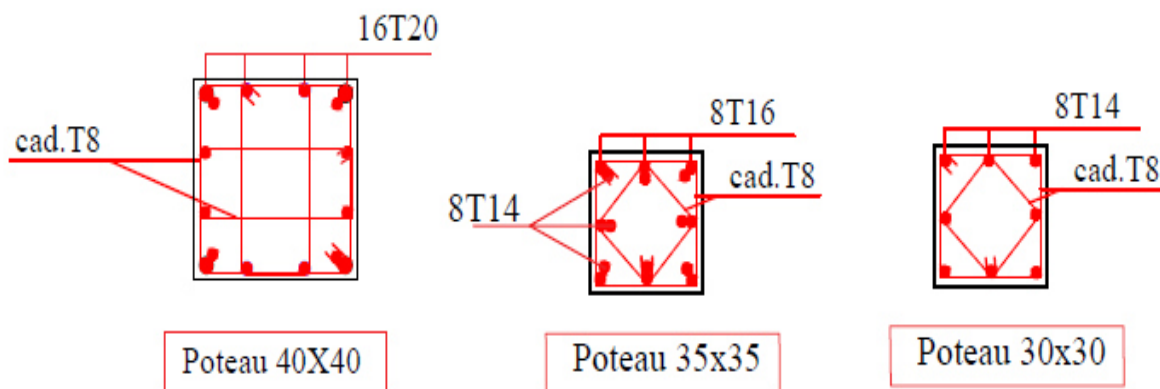 16T20
cad.T8
Poteau 40X40
8T16
cad.T8
8T14
Poteau 35x35
8T14
cad.T8
Poteau 30x30